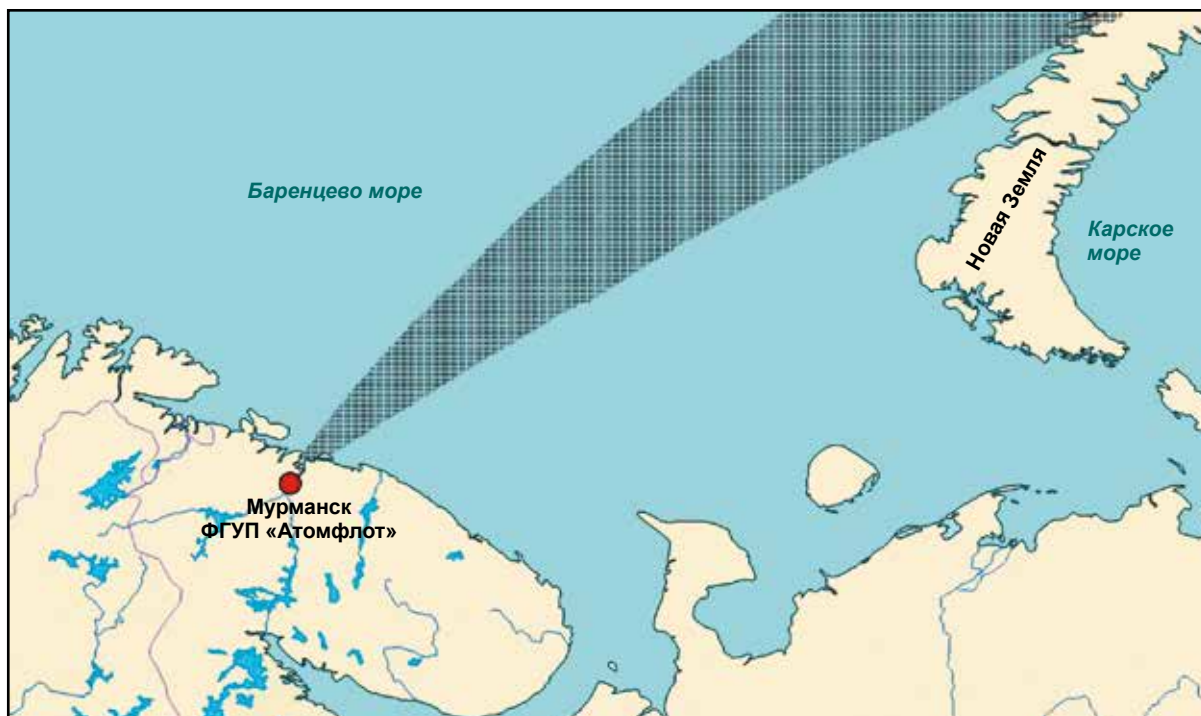 Баренцево море
Новая Земля
Карское
море
Мурманск
ФГУП «Атомфлот»